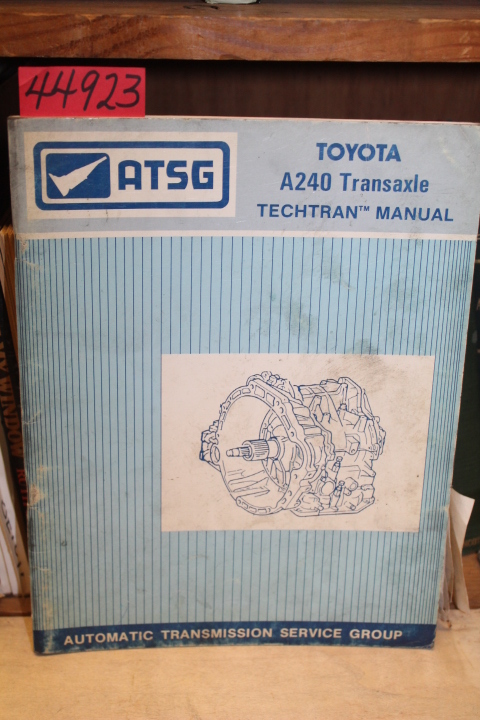 44923
ATSG
TOYOTA
A240 Transaxle
TECHTRAN™ MANUAL
AUTOMATIC TRANSMISSION SERVICE GROUP